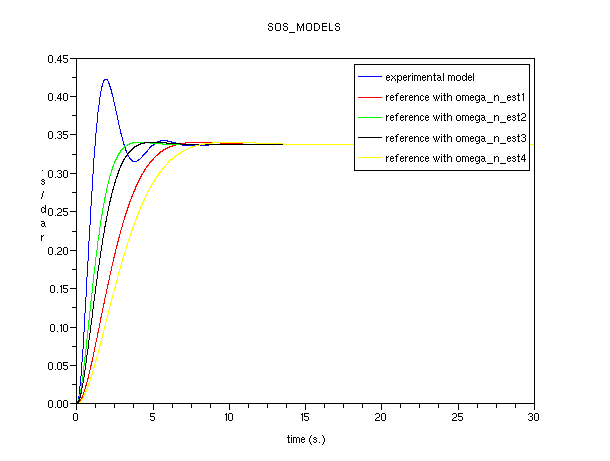 SOS_MODELS
experimental model
reference with omega_n_est1
reference with omega_n_est2
reference with omega_n_est3
reference with omega_n_est4
0.45
0.40
0.35
0.30
0.25
0.20
0.15
0.10
0.05
0.00
.s/dar
0 5 10 15 20 25 30
time (s.)